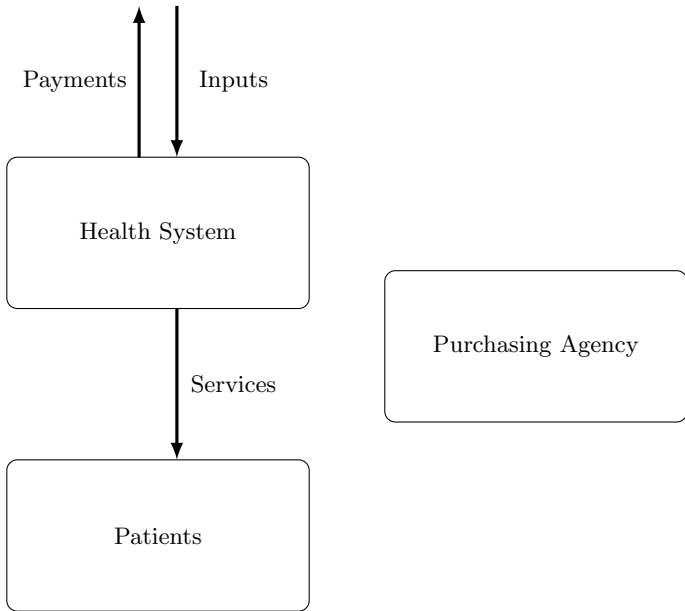 Payments
Inputs
Health System
Purchasing Agency
Services
Patients